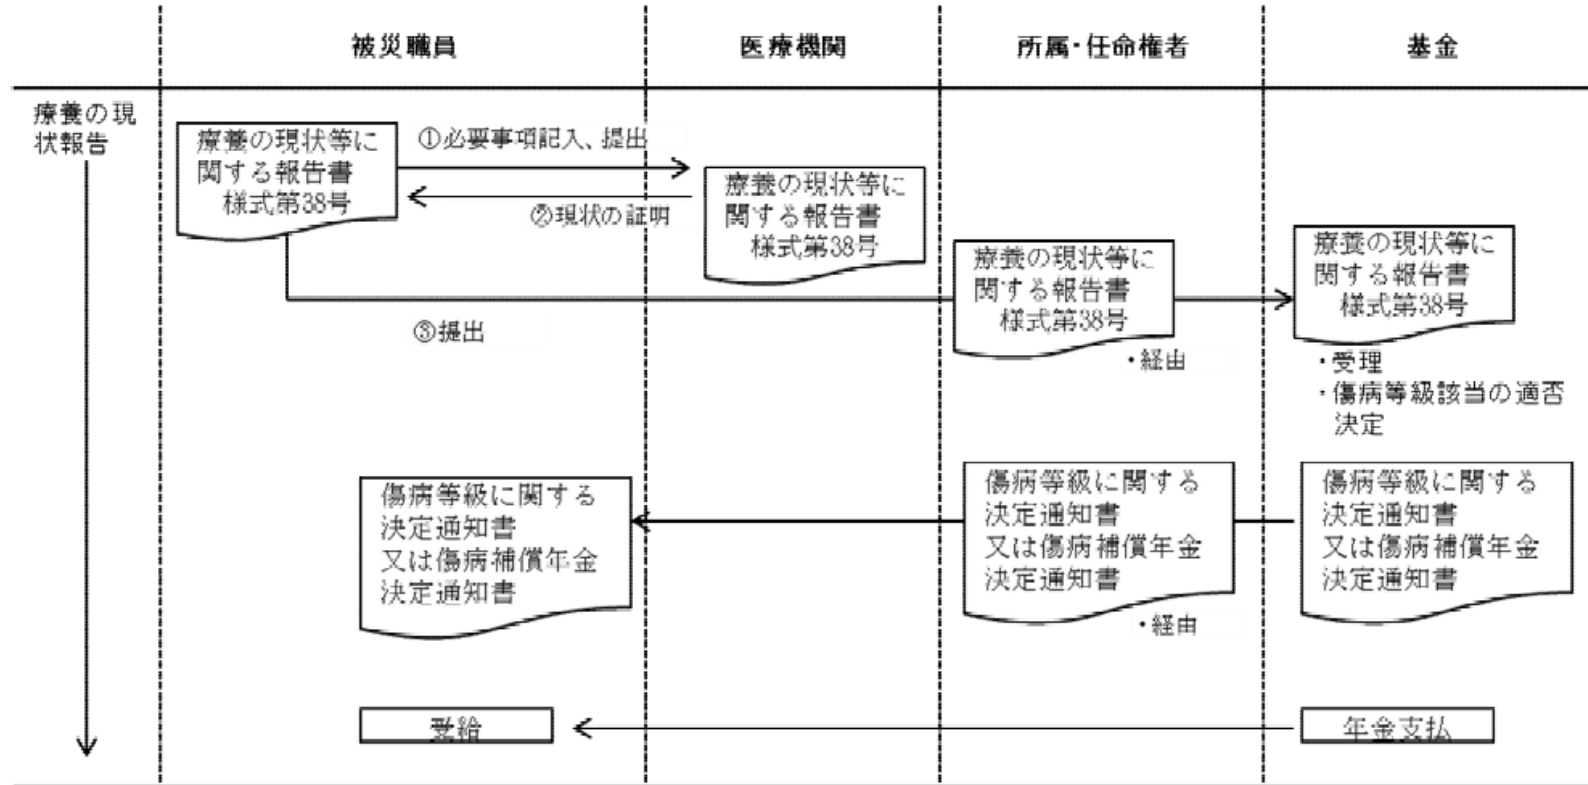 被災職員
医療機関
所属・任命権者
基金
療養の現
状報告
療養の現状等に
関する報告書
様式第38号
①必要事項記入、提出
②現状の証明
療養の現状等に
関する報告書
様式第38号
療養の現状等に
関する報告書
様式第38号
・経由
療養の現状等に
関する報告書
様式第38号
・受理
・傷病等級該当の適否
決定
③提出
傷病等級に関する
決定通知書
又は傷病補償年金
決定通知書
傷病等級に関する
決定通知書
又は傷病補償年金
決定通知書
・経由
傷病等級に関する
決定通知書
又は傷病補償年金
決定通知書
受給
年金支払